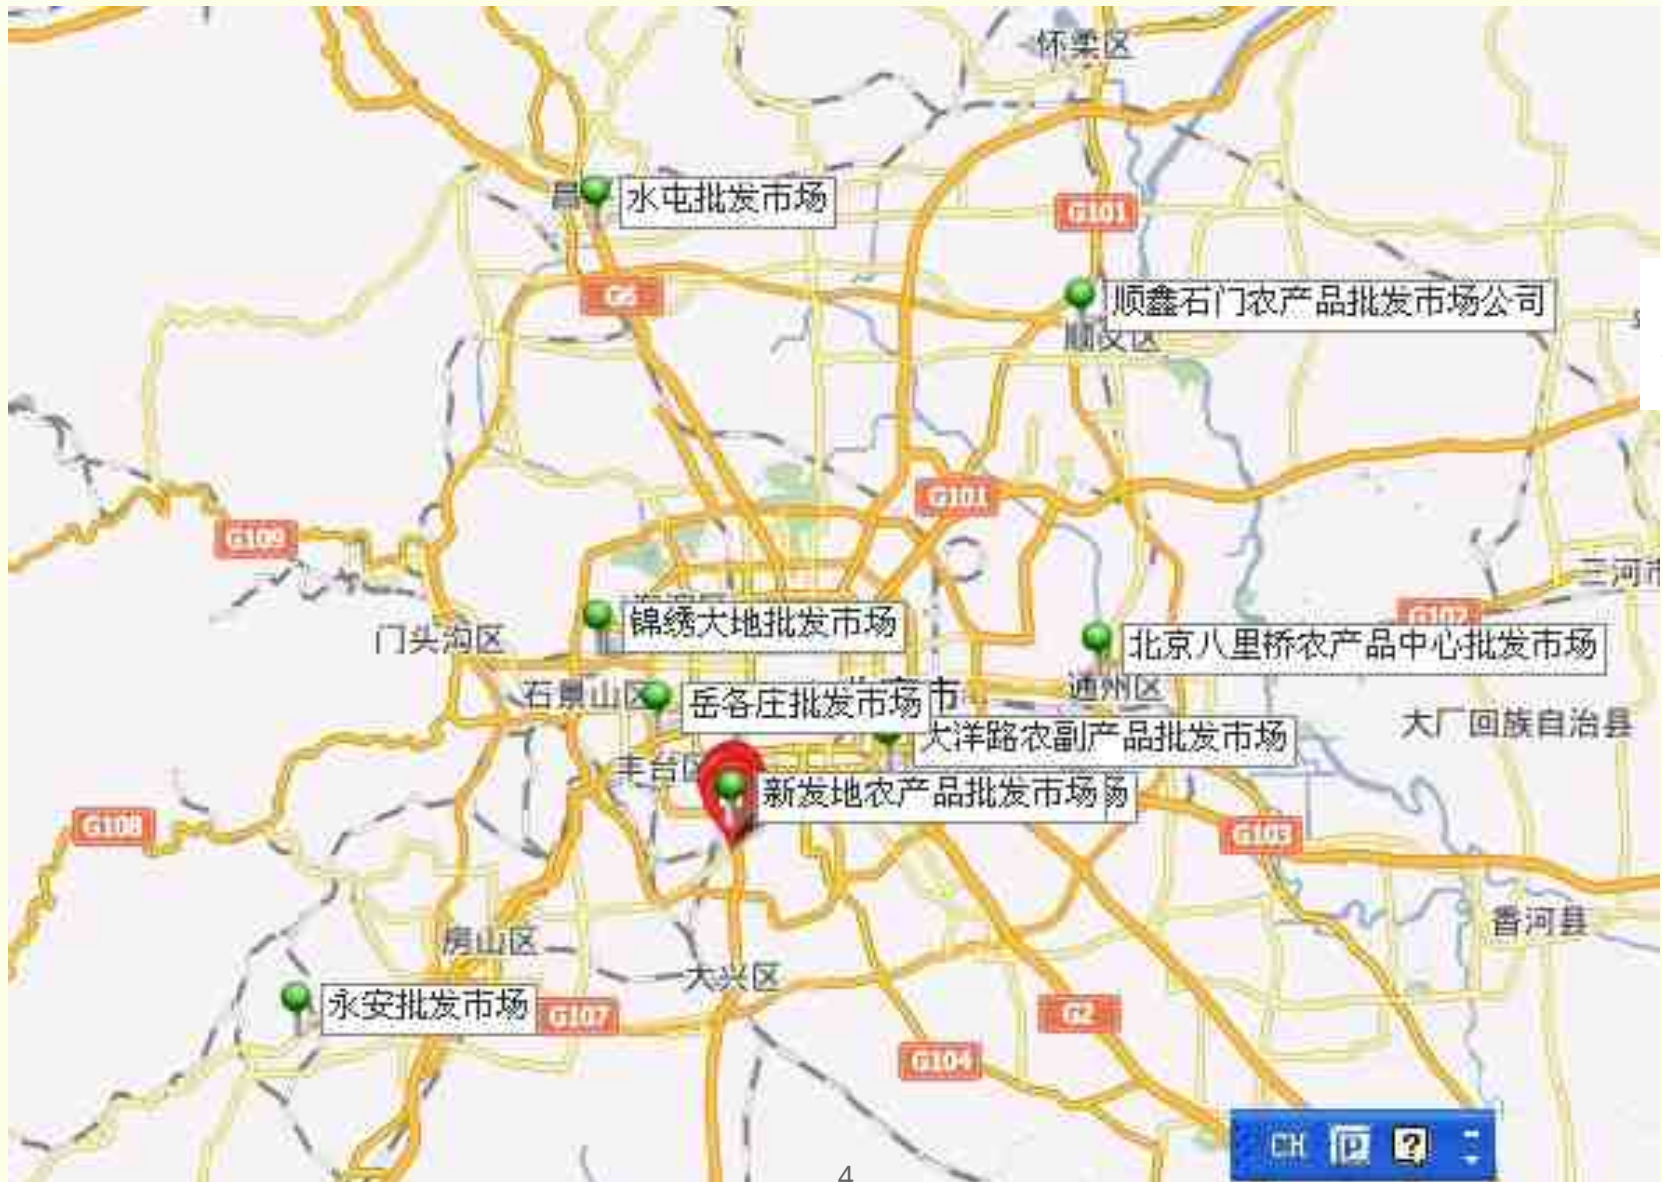 怀柔区
昌
水屯批发市场
G101
G6
顺鑫石门农产品批发市场公司
顺义区
G101
G109
三河市
G102
锦绣大地批发市场
门头沟区
北京八里桥农产品中心批发市场
石景山区
岳各庄批发市场
市
通州区
大厂回族自治县
大洋路农副产品批发市场
丰台区
新发地农产品批发市场
场
G108
G103
香河县
房山区
大兴区
永安批发市场
G107
G2
G104
CH
?
4